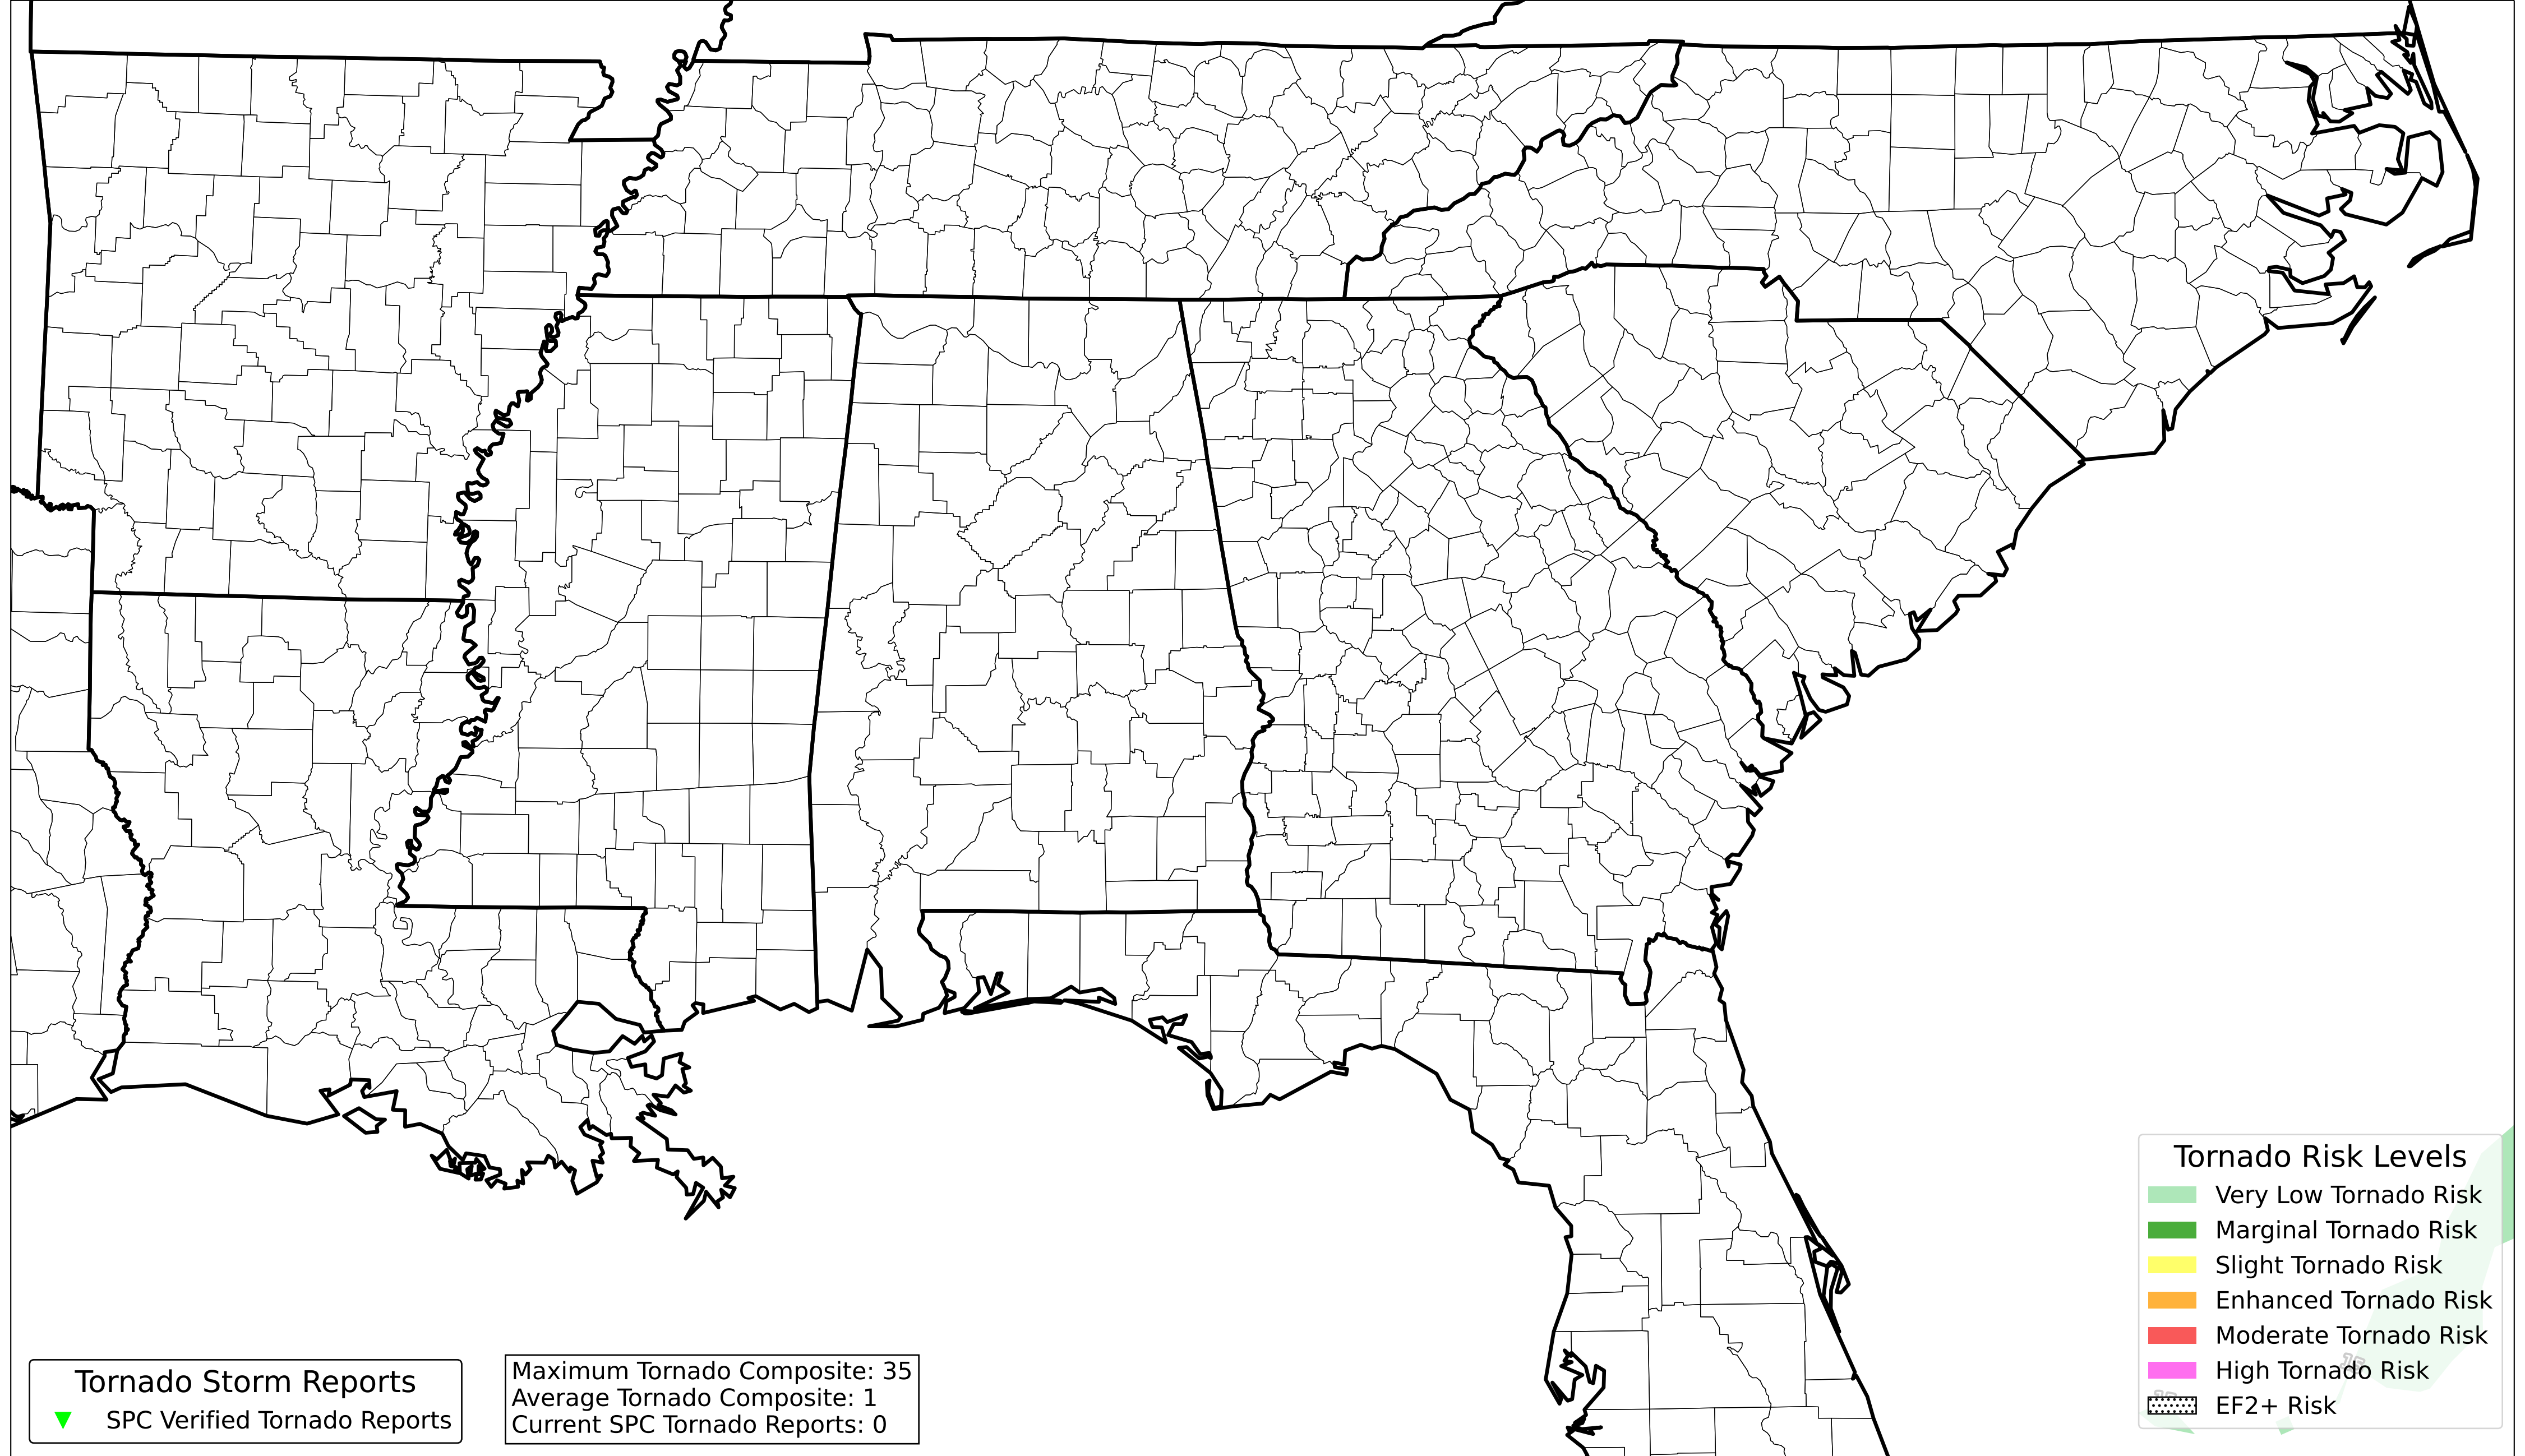 Tornado Risk Levels
Very Low Tornado Risk
Marginal Tornado Risk
Slight Tornado Risk
Enhanced Tornado Risk
Moderate Tornado Risk
High Tornado Risk
EF2+ Risk
Tornado Storm Reports
SPC Verified Tornado Reports
Maximum Tornado Composite: 35
Average Tornado Composite: 1
Current SPC Tornado Reports: 0